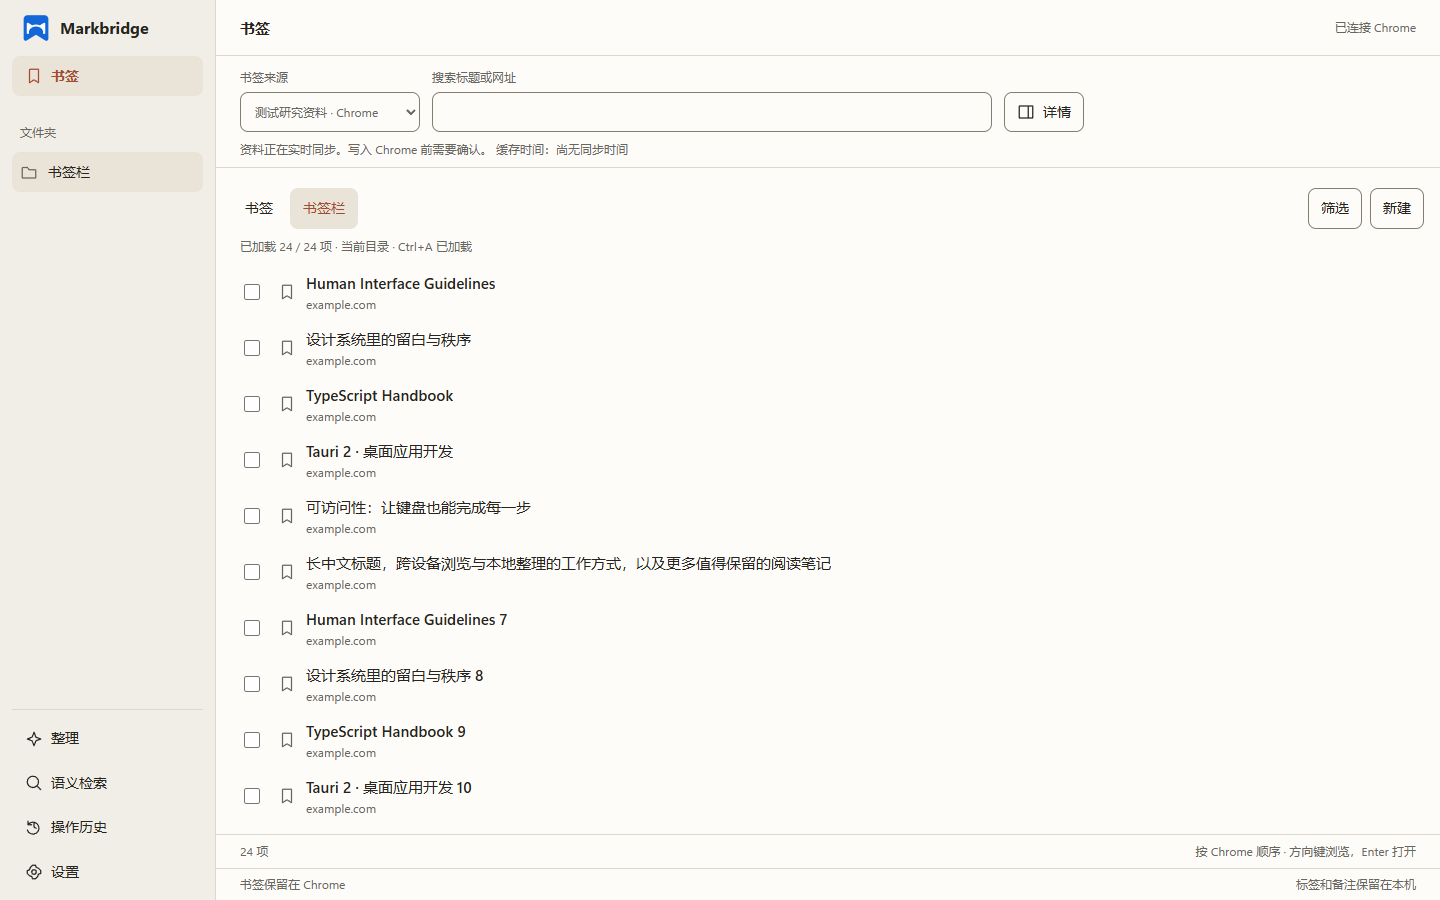 Markbridge
书签
文件夹
书签栏
整理
语义检索
操作历史
设置
书签
已连接 Chrome
书签来源
搜索标题或网址
测试研究资料 · Chrome
详情
资料正在实时同步。写入 Chrome 前需要确认。 缓存时间：尚无同步时间
书签
书签栏
筛选
新建
已加载 24 / 24 项 · 当前目录 · Ctrl+A 已加载
Human Interface Guidelines
example.com
设计系统里的留白与秩序
example.com
TypeScript Handbook
example.com
Tauri 2 · 桌面应用开发
example.com
可访问性：让键盘也能完成每一步
example.com
长中文标题，跨设备浏览与本地整理的工作方式，以及更多值得保留的阅读笔记
example.com
Human Interface Guidelines 7
example.com
设计系统里的留白与秩序 8
example.com
TypeScript Handbook 9
example.com
Tauri 2 · 桌面应用开发 10
example.com
24 项
按 Chrome 顺序 · 方向键浏览，Enter 打开
书签保留在 Chrome
标签和备注保留在本机